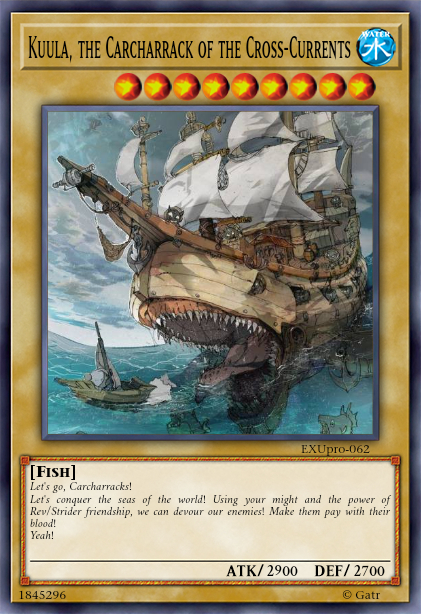 Kuula, the Carcharrack of the Cross-Currents
WATER
水
EXUpro-062
[Fish]
Let's go, Carcharracks!
Let's conquer the seas of the world! Using your might and the power of
Rev/Strider friendship, we can devour our enemies! Make them pay with their
blood!
Yeah!
ATK/ 2900 DEF/ 2700
1845296 © Gatr